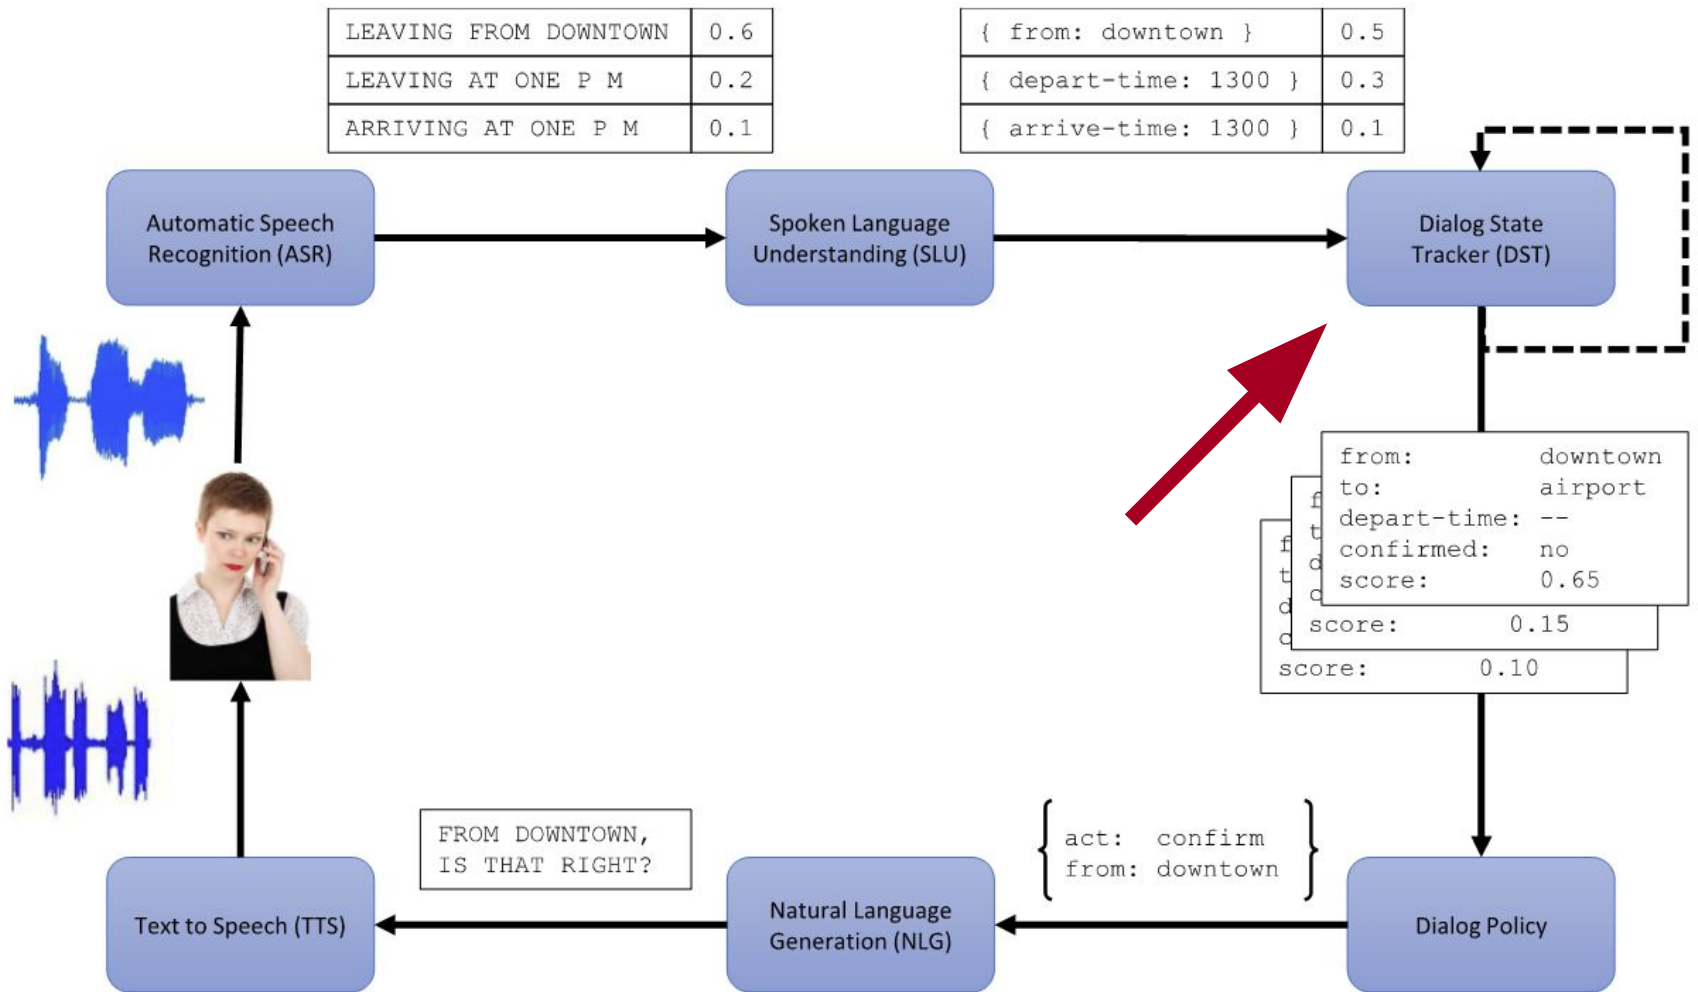 LEAVING FROM DOWNTOWN 0.6
LEAVING AT ONE P M 0.2
ARRIVING AT ONE P M 0.1
{ from: downtown } 0.5
{ depart-time: 1300 } 0.3
{ arrive-time: 1300 } 0.1
Automatic Speech
Recognition (ASR)
Spoken Language
Understanding (SLU)
Dialog State
Tracker (DST)
from: downtown
to: airport
depart-time: --
confirmed: no
score: 0.65
f
t
d
c
score: 0.15
f
t
d
c
score: 0.10
act: confirm
from: downtown
FROM DOWNTOWN,
IS THAT RIGHT?
Text to Speech (TTS)
Natural Language
Generation (NLG)
Dialog Policy